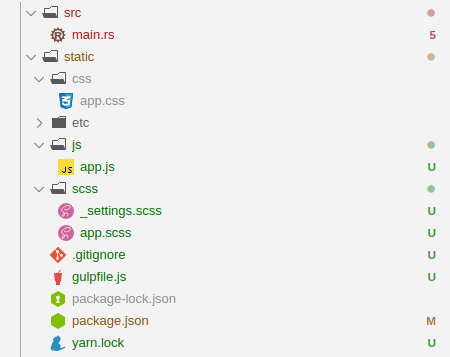 src
main.rs 5
static
css
app.css
etc
js
JS app.js U
scss
_settings.scss U
app.scss U
.gitignore U
gulpfile.js U
package-lock.json
package.json M
yarn.lock U